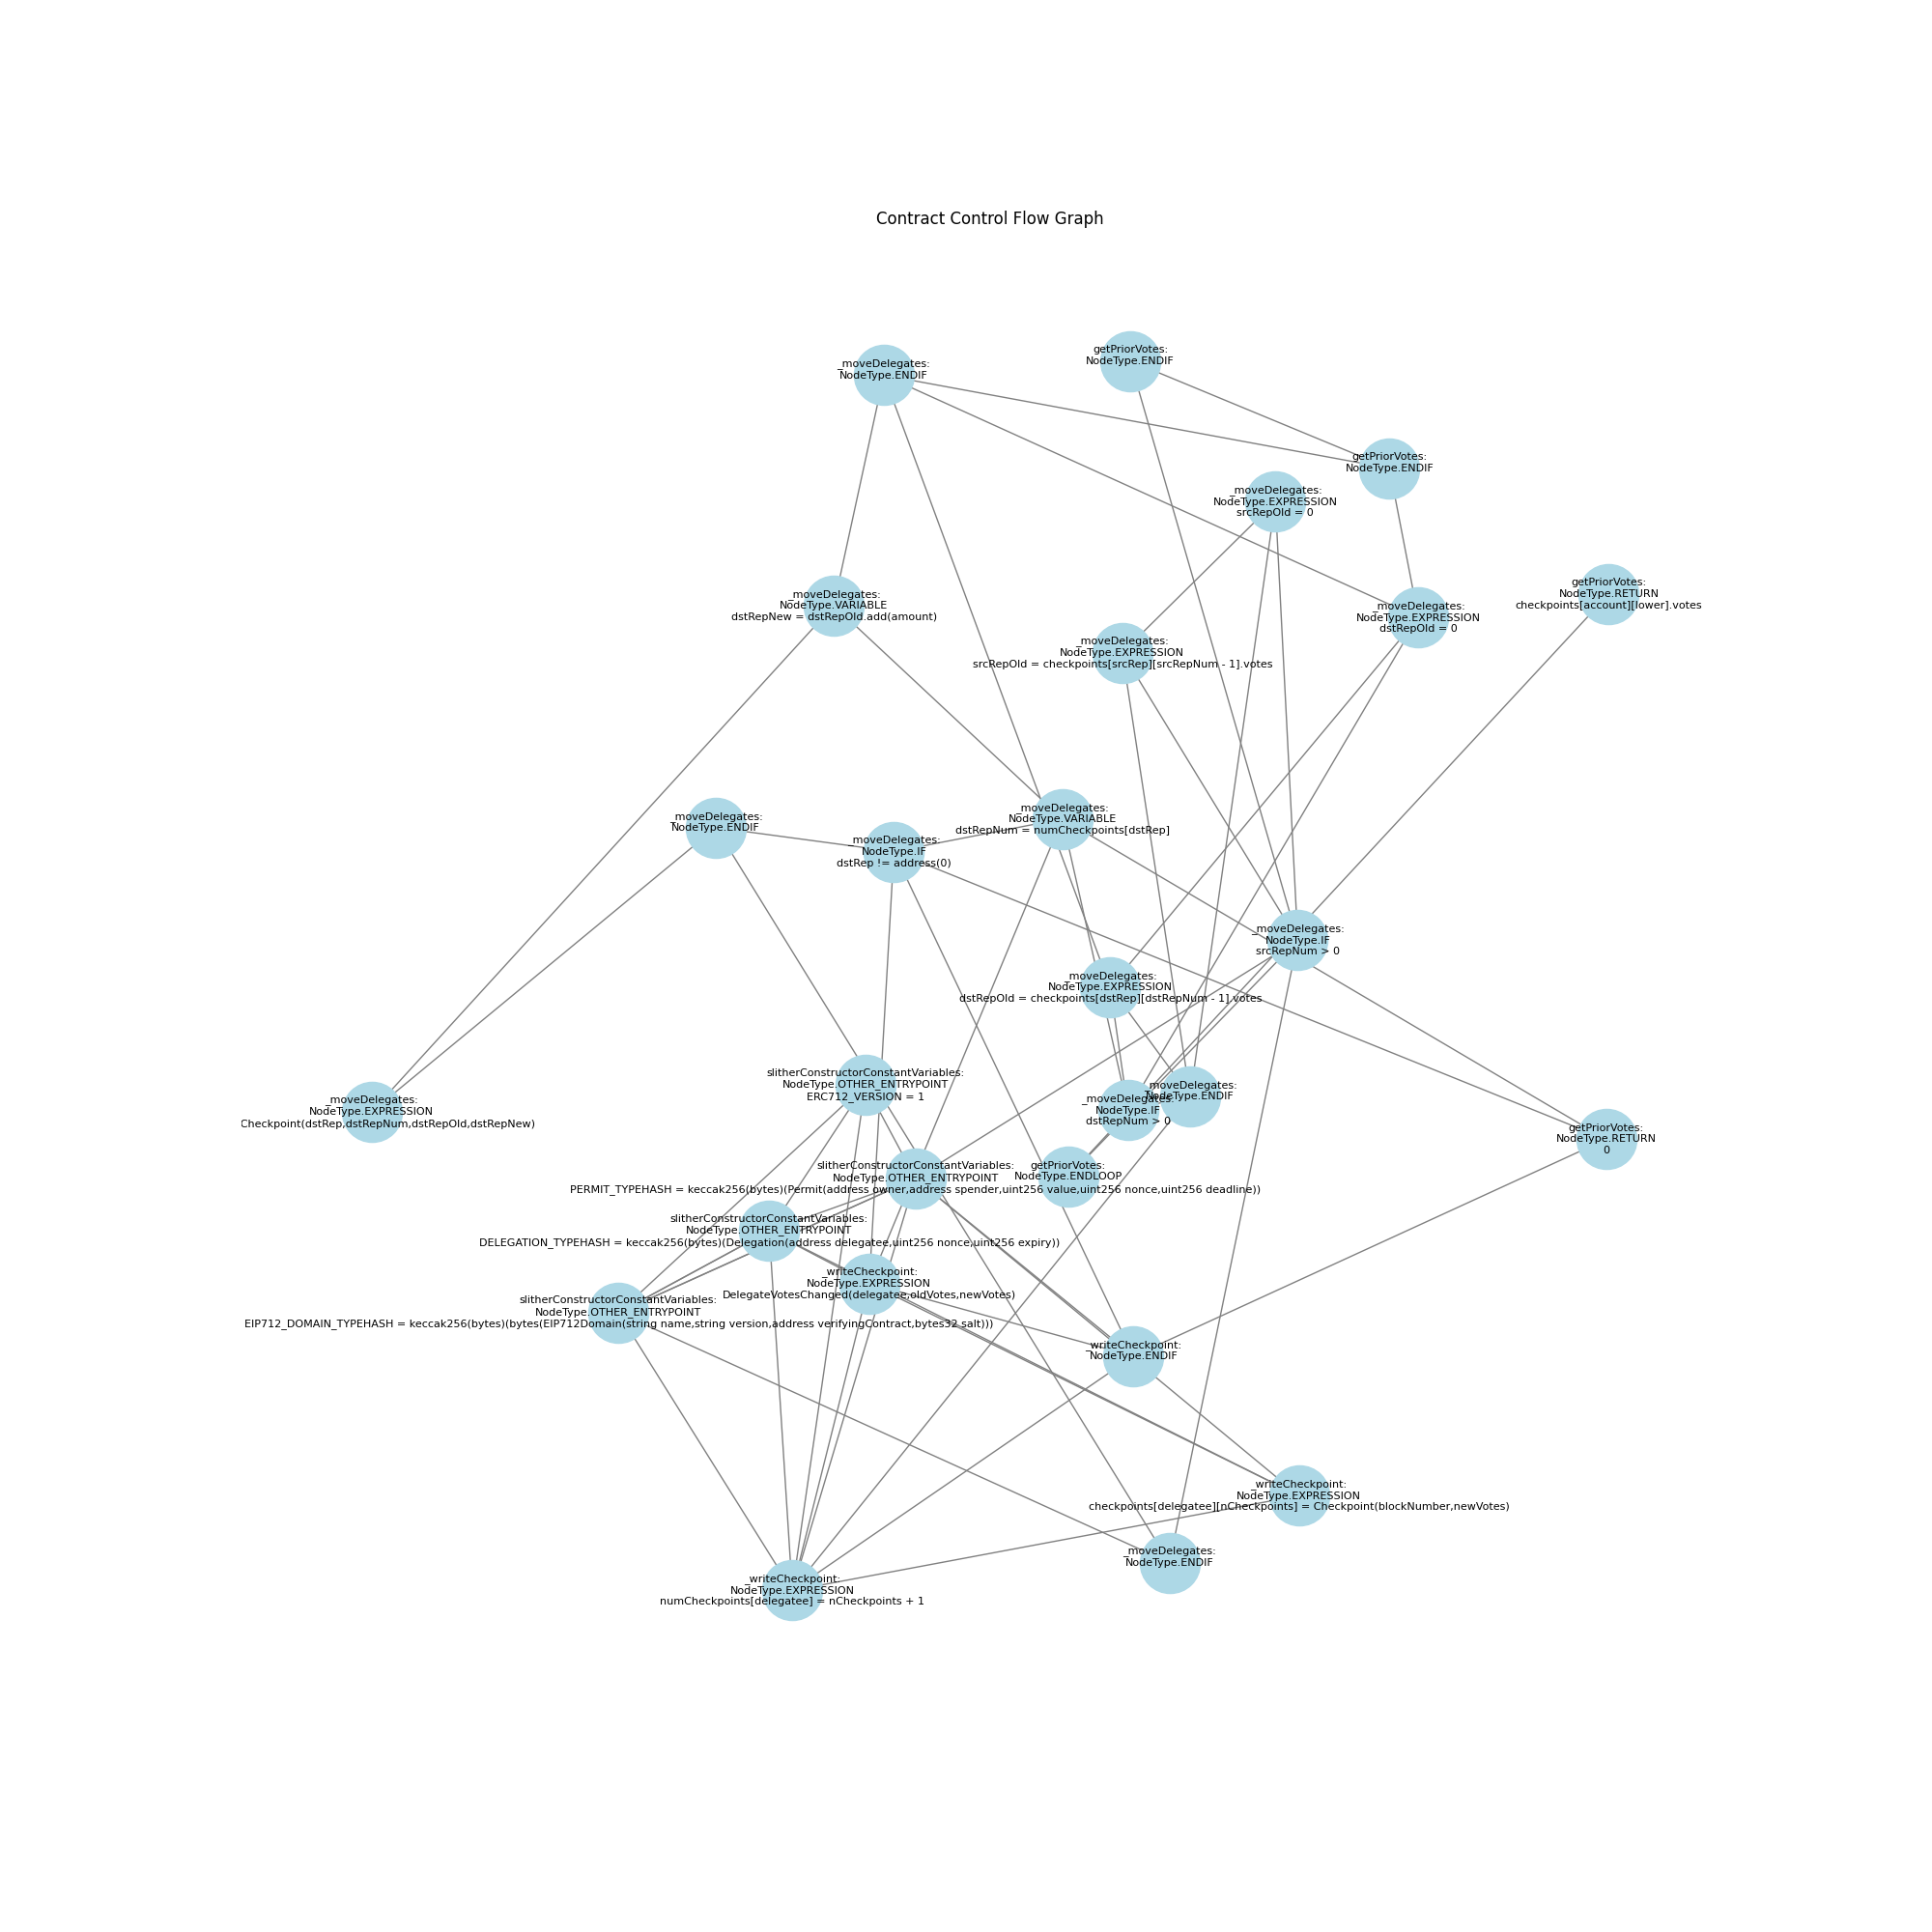 Contract Control Flow Graph
getPriorVotes:
NodeType.ENDIF
_moveDelegates:
NodeType.ENDIF
getPriorVotes:
NodeType.ENDIF
_moveDelegates:
NodeType.EXPRESSION
srcRepOld = 0
getPriorVotes:
NodeType.RETURN
checkpoints[account][lower].votes
_moveDelegates:
NodeType.VARIABLE
dstRepNew = dstRepOld.add(amount)
_moveDelegates:
NodeType.EXPRESSION
dstRepOld = 0
_moveDelegates:
NodeType.EXPRESSION
srcRepOld = checkpoints[srcRep][srcRepNum - 1].votes
_moveDelegates:
NodeType.VARIABLE
dstRepNum = numCheckpoints[dstRep]
_moveDelegates:
NodeType.ENDIF
_moveDelegates:
NodeType.IF
dstRep != address(0)
_moveDelegates:
NodeType.IF
srcRepNum > 0
_moveDelegates:
NodeType.EXPRESSION
dstRepOld = checkpoints[dstRep][dstRepNum - 1].votes
slitherConstructorConstantVariables:
NodeType.OTHER_ENTRYPOINT
ERC712_VERSION = 1
_moveDelegates:
NodeType.ENDIF
_moveDelegates:
NodeType.IF
dstRepNum > 0
_moveDelegates:
NodeType.EXPRESSION
Checkpoint(dstRep,dstRepNum,dstRepOld,dstRepNew)
getPriorVotes:
NodeType.RETURN
0
slitherConstructorConstantVariables:
NodeType.OTHER_ENTRYPOINT
PERMIT_TYPEHASH = keccak256(bytes)(Permit(address owner,address spender,uint256 value,uint256 nonce,uint256 deadline))
getPriorVotes:
NodeType.ENDLOOP
slitherConstructorConstantVariables:
NodeType.OTHER_ENTRYPOINT
DELEGATION_TYPEHASH = keccak256(bytes)(Delegation(address delegatee,uint256 nonce,uint256 expiry))
_writeCheckpoint:
NodeType.EXPRESSION
DelegateVotesChanged(delegatee,oldVotes,newVotes)
slitherConstructorConstantVariables:
NodeType.OTHER_ENTRYPOINT
EIP712_DOMAIN_TYPEHASH = keccak256(bytes)(bytes(EIP712Domain(string name,string version,address verifyingContract,bytes32 salt)))
_writeCheckpoint:
NodeType.ENDIF
_writeCheckpoint:
NodeType.EXPRESSION
checkpoints[delegatee][nCheckpoints] = Checkpoint(blockNumber,newVotes)
_moveDelegates:
NodeType.ENDIF
_writeCheckpoint:
NodeType.EXPRESSION
numCheckpoints[delegatee] = nCheckpoints + 1